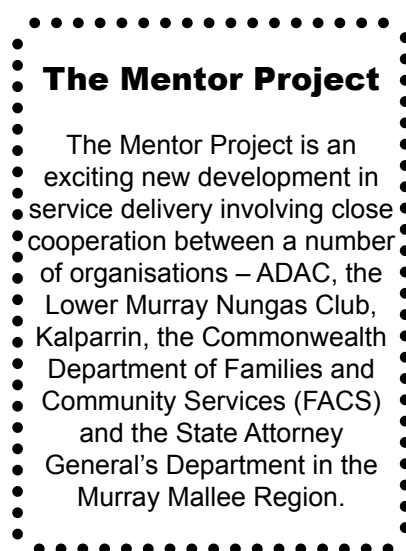 The Mentor Project
The Mentor Project is an
exciting new development in
service delivery involving close
cooperation between a number
of organisations – ADAC, the
Lower Murray Nungas Club,
Kalparrin, the Commonwealth
Department of Families and
Community Services (FACS)
and the State Attorney
General’s Department in the
Murray Mallee Region.